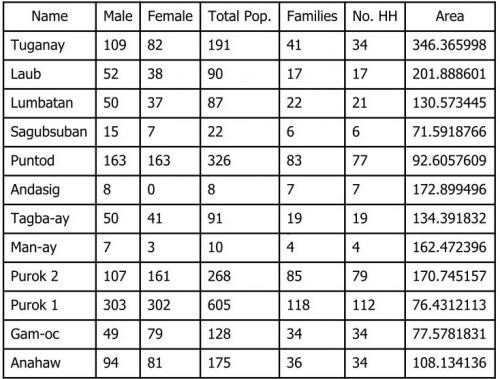 Name Male Female Total Pop. Families No. HH Area
Tuganay 109 82 191 41 34 346.365998
Laub 52 38 90 17 17 201.888601
Lumbatan 50 37 87 22 21 130.573445
Sagubsuban 15 7 22 6 6 71.5918766
Puntod 163 163 326 83 77 92.6057609
Andasig 8 0 8 7 7 172.899496
Tagba-ay 50 41 91 19 19 134.391832
Man-ay 7 3 10 4 4 162.472396
Purok 2 107 161 268 85 79 170.745157
Purok 1 303 302 605 118 112 76.4312113
Gam-oc 49 79 128 34 34 77.5781831
Anahaw 94 81 175 36 34 108.134136